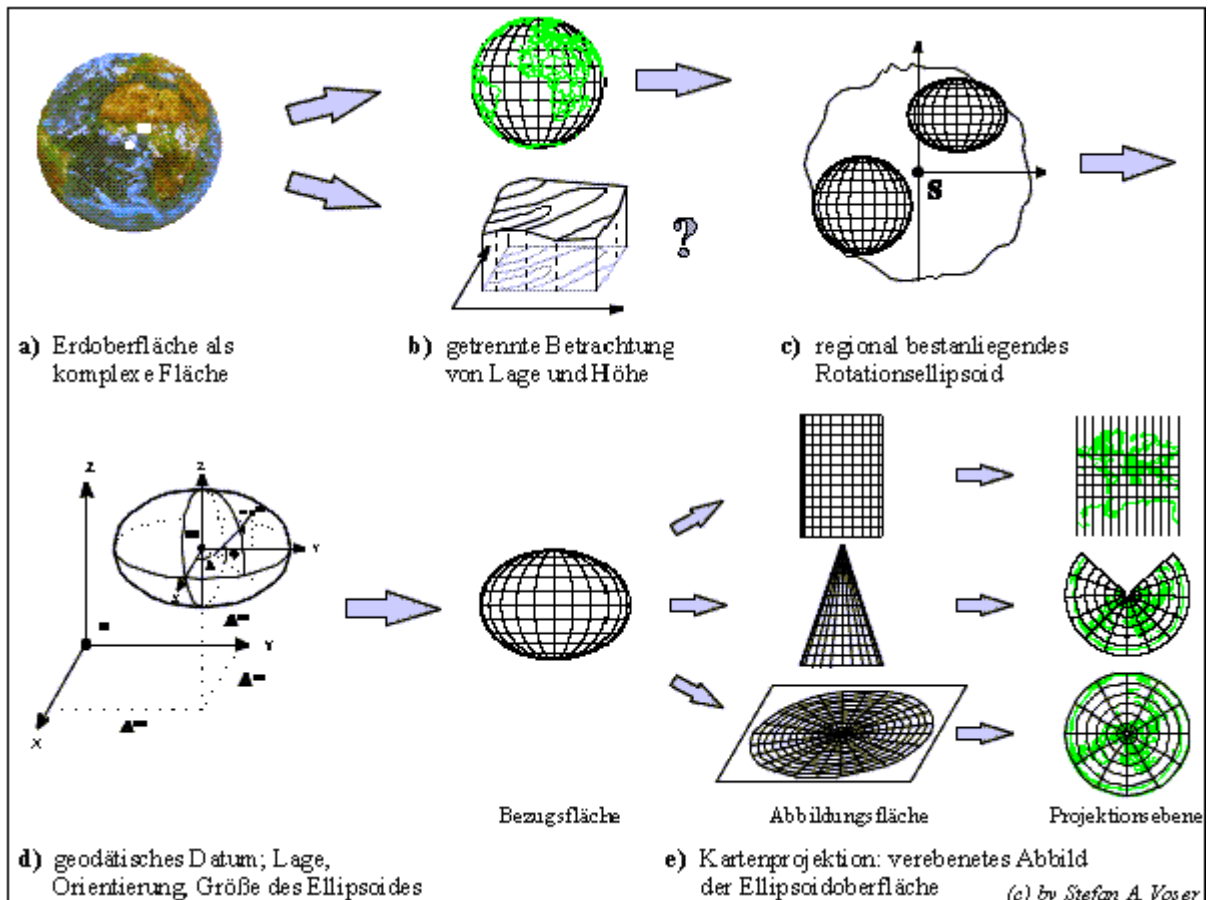 ?
S
a) Erdoberfläche als
komplexe Fläche
b) getrennte Betrachtung
von Lage und Höhe
c) regional bestanliegendes
Rotationsellipsoid
Z
Z
Y
Y
X
Bezugsfläche
Abbildungsfläche
Projektionsebene
d) geodätisches Datum; Lage,
Orientierung, Größe des Ellipsoides
e) Kartenprojektion: verebenetes Abbild
der Ellipsoidoberfläche
(c) by Stefan A. Voser